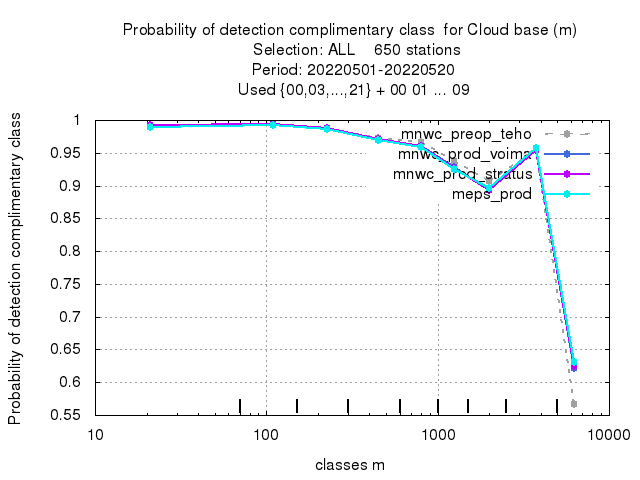 Probability of detection complimentary class  for Cloud base (m)
Selection: ALL    650 stations
Period: 20220501-20220520
Used {00,03,...,21} + 00 01 ... 09
Probability of detection complimentary class
1
0.95
0.9
0.85
0.8
0.75
0.7
0.65
0.6
0.55
mnwc_preop_teho
mnwc_prod_voima
mnwc_prod_stratus
meps_prod
10
100
1000
10000
classes m